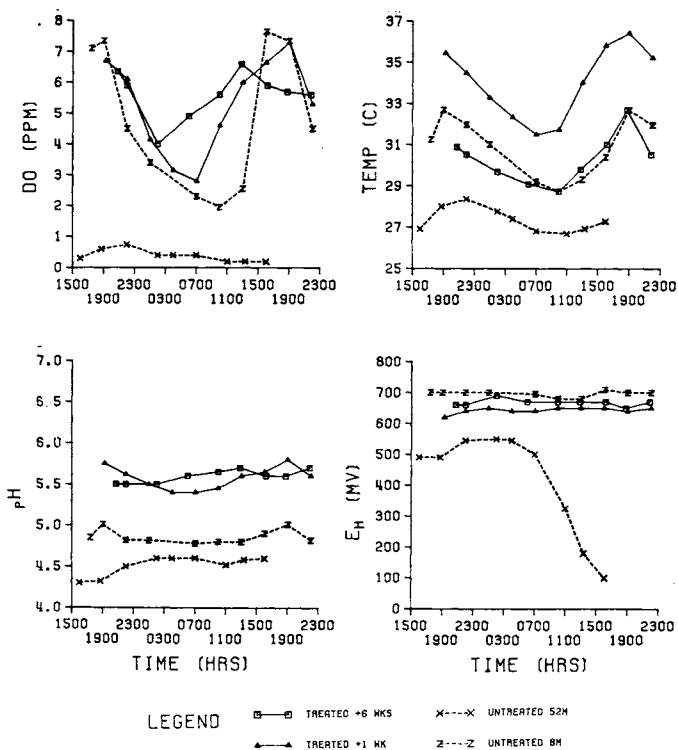 8
7
6
5
4
3
2
1
0
DO (PPM)
1500 2300 0700 1500 2300
1900 0300 1100 1900
37
35
33
31
29
27
25
TEMP (C)
1500 2300 0700 1500 2300
1900 0300 1100 1900
7.0
6.5
6.0
5.5
5.0
4.5
4.0
pH
1500 2300 0700 1500 2300
1900 0300 1100 1900
TIME (HRS)
800
700
600
500
400
300
200
100
0
EH (MV)
1500 2300 0700 1500 2300
1900 0300 1100 1900
TIME (HRS)
LEGEND
TREATED +6 WKS
UNTREATED 52M
TREATED +1 WK
UNTREATED 8M